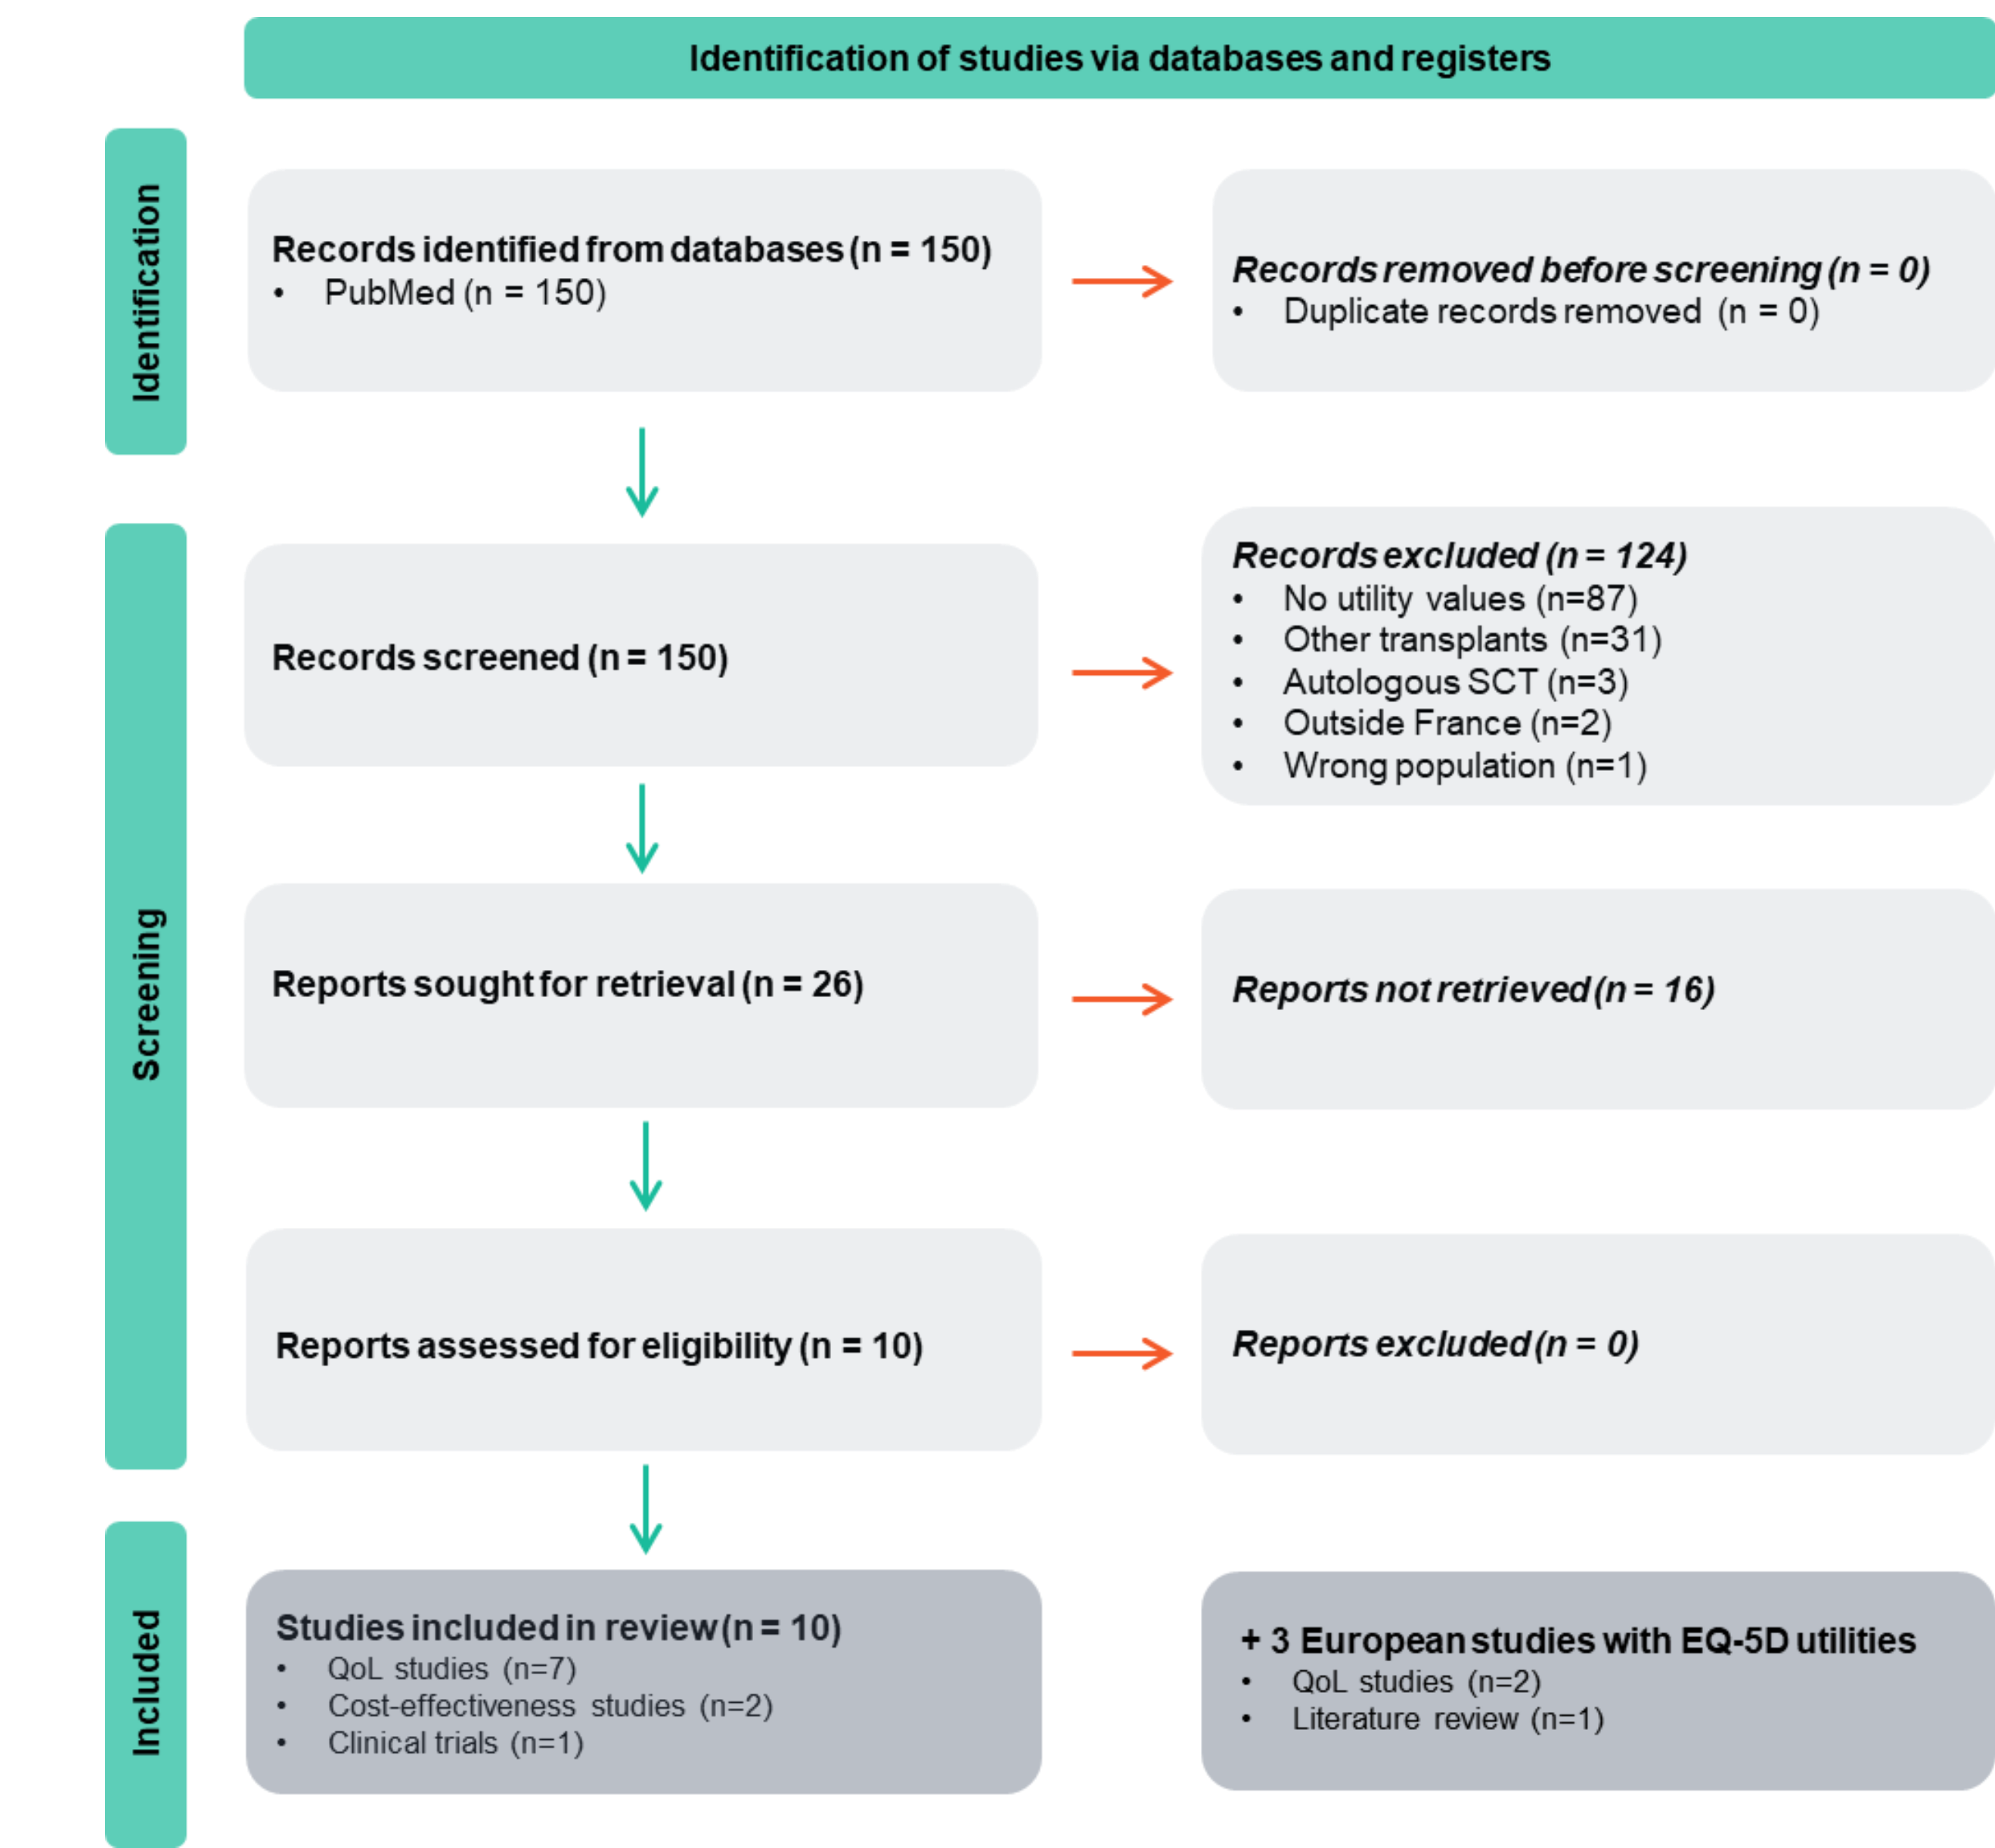 Identification of studies via databases and registers
Identification
Records identified from databases (n = 150)
• PubMed (n = 150)
Records removed before screening (n = 0)
• Duplicate records removed (n = 0)
Screening
Records screened (n = 150)
Records excluded (n = 124)
• No utility values (n=87)
• Other transplants (n=31)
• Autologous SCT (n=3)
• Outside France (n=2)
• Wrong population (n=1)
Reports sought for retrieval (n = 26)
Reports not retrieved (n = 16)
Reports assessed for eligibility (n = 10)
Reports excluded (n = 0)
Included
Studies included in review (n = 10)
• QoL studies (n=7)
• Cost-effectiveness studies (n=2)
• Clinical trials (n=1)
+ 3 European studies with EQ-5D utilities
• QoL studies (n=2)
• Literature review (n=1)